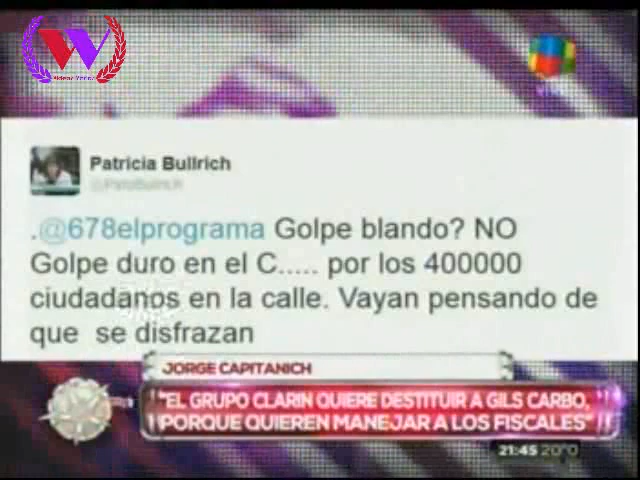 Patricia Bullrich
@PatoBullrich
.@678elprograma Golpe blando? NO
Golpe duro en el C..... por los 400000
ciudadanos en la calle. Vayan pensando de
que se disfrazan
JORGE CAPITANICH
"EL GRUPO CLARIN QUIERE DESTITUIR A GILS CARBO,
PORQUE QUIEREN MANEJAR A LOS FISCALES"
21:45 20°0